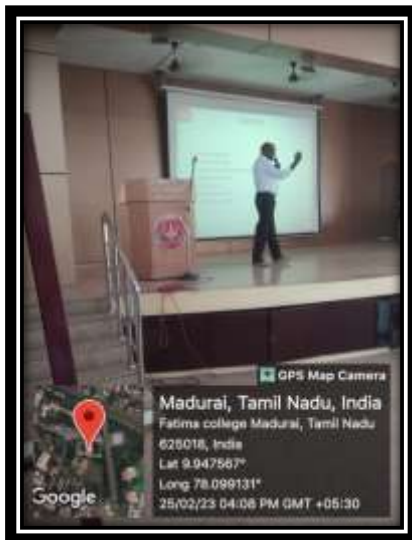 GPS Map Camera
Madurai, Tamil Nadu, India
Fatima college Madurai, Tamil Nadu
625018, India
Lat 9.947567°
Long 78.099131°
25/02/23 04:08 PM GMT +05:30
Google